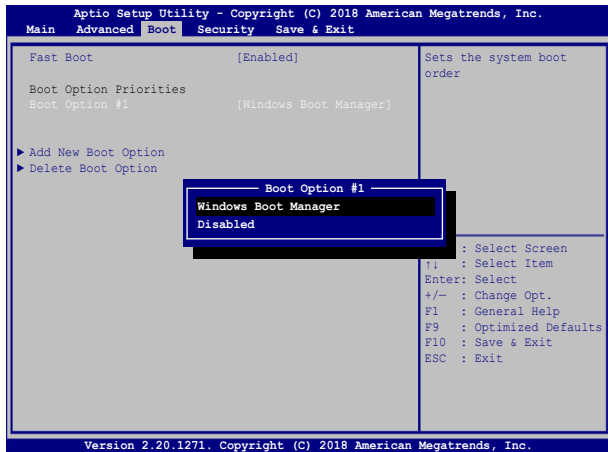 Aptio Setup Utility - Copyright (C) 2018 American Megatrends, Inc.
Main Advanced Boot Security Save & Exit
Fast Boot [Enabled]
Boot Option Priorities
Boot Option #1 [Windows Boot Manager]
▶ Add New Boot Option
▶ Delete Boot Option
Sets the system boot
order
Boot Option #1
Windows Boot Manager
Disabled
: Select Screen
↑↓ : Select Item
Enter: Select
+/— : Change Opt.
F1 : General Help
F9 : Optimized Defaults
F10 : Save & Exit
ESC : Exit
Version 2.20.1271. Copyright (C) 2018 American Megatrends, Inc.